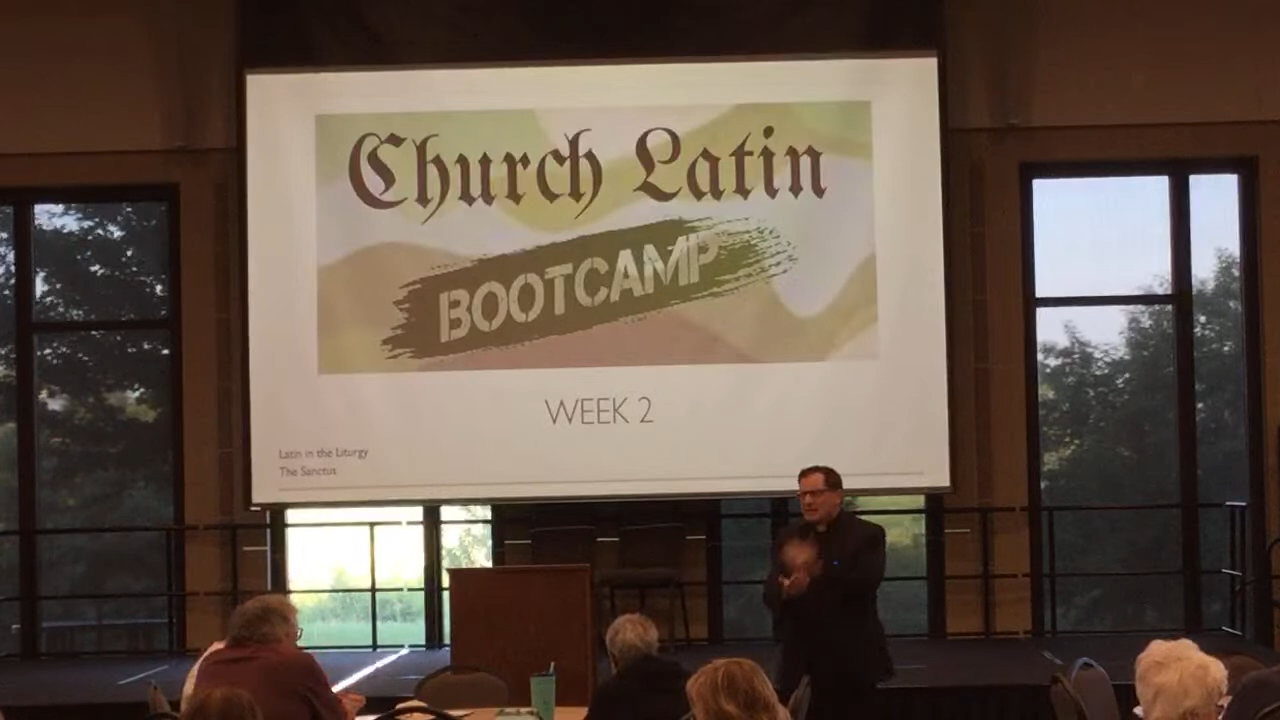 Church Latin
BOOTCAMP
WEEK 2
Latin in the Liturgy
The Sanctus